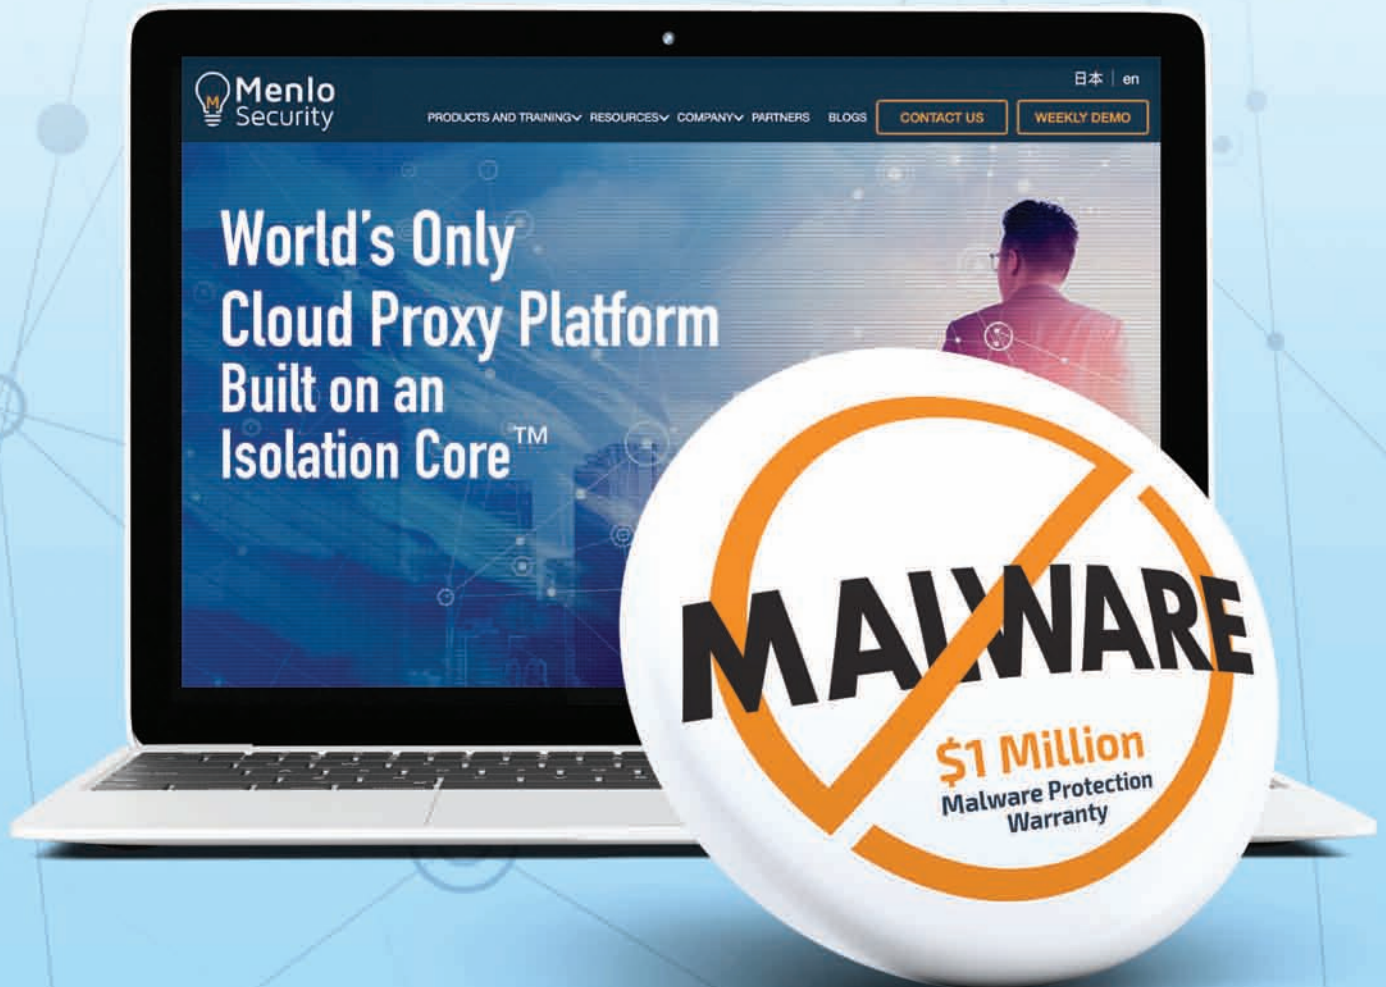 Menlo
Security
日本 | en
PRODUCTS AND TRAINING RESOURCES COMPANY PARTNERS BLOGS CONTACT US WEEKLY DEMO
World's Only
Cloud Proxy Platform
Built on an
Isolation Core™
MALWARE
$1 Million
Malware Protection
Warranty